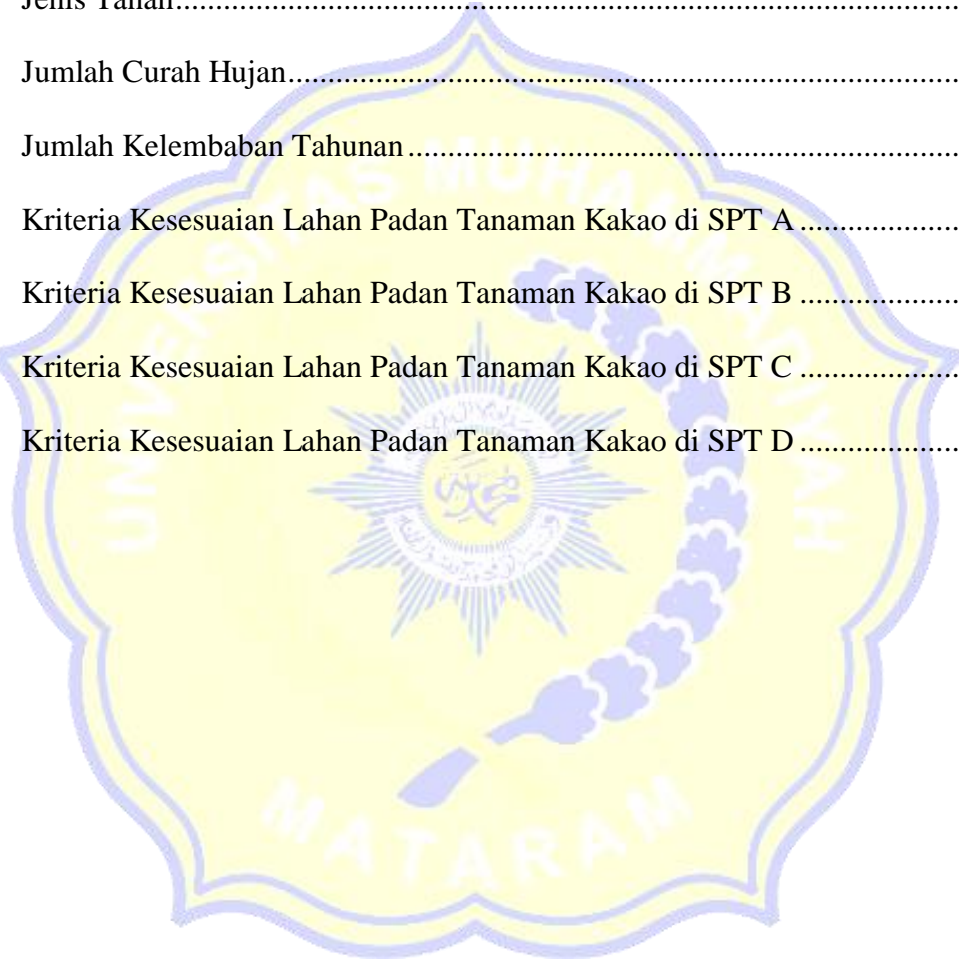 Jenis Tanah....................................................................................................
Jumlah Curah Hujan.....................................................................................
Jumlah Kelembaban Tahunan......................................................................
Kriteria Kesesuaian Lahan Padan Tanaman Kakao di SPT A ....................
Kriteria Kesesuaian Lahan Padan Tanaman Kakao di SPT B ....................
Kriteria Kesesuaian Lahan Padan Tanaman Kakao di SPT C ....................
Kriteria Kesesuaian Lahan Padan Tanaman Kakao di SPT D ....................
UNIVERSITAS MUHAMMADIYAH
MATARAM